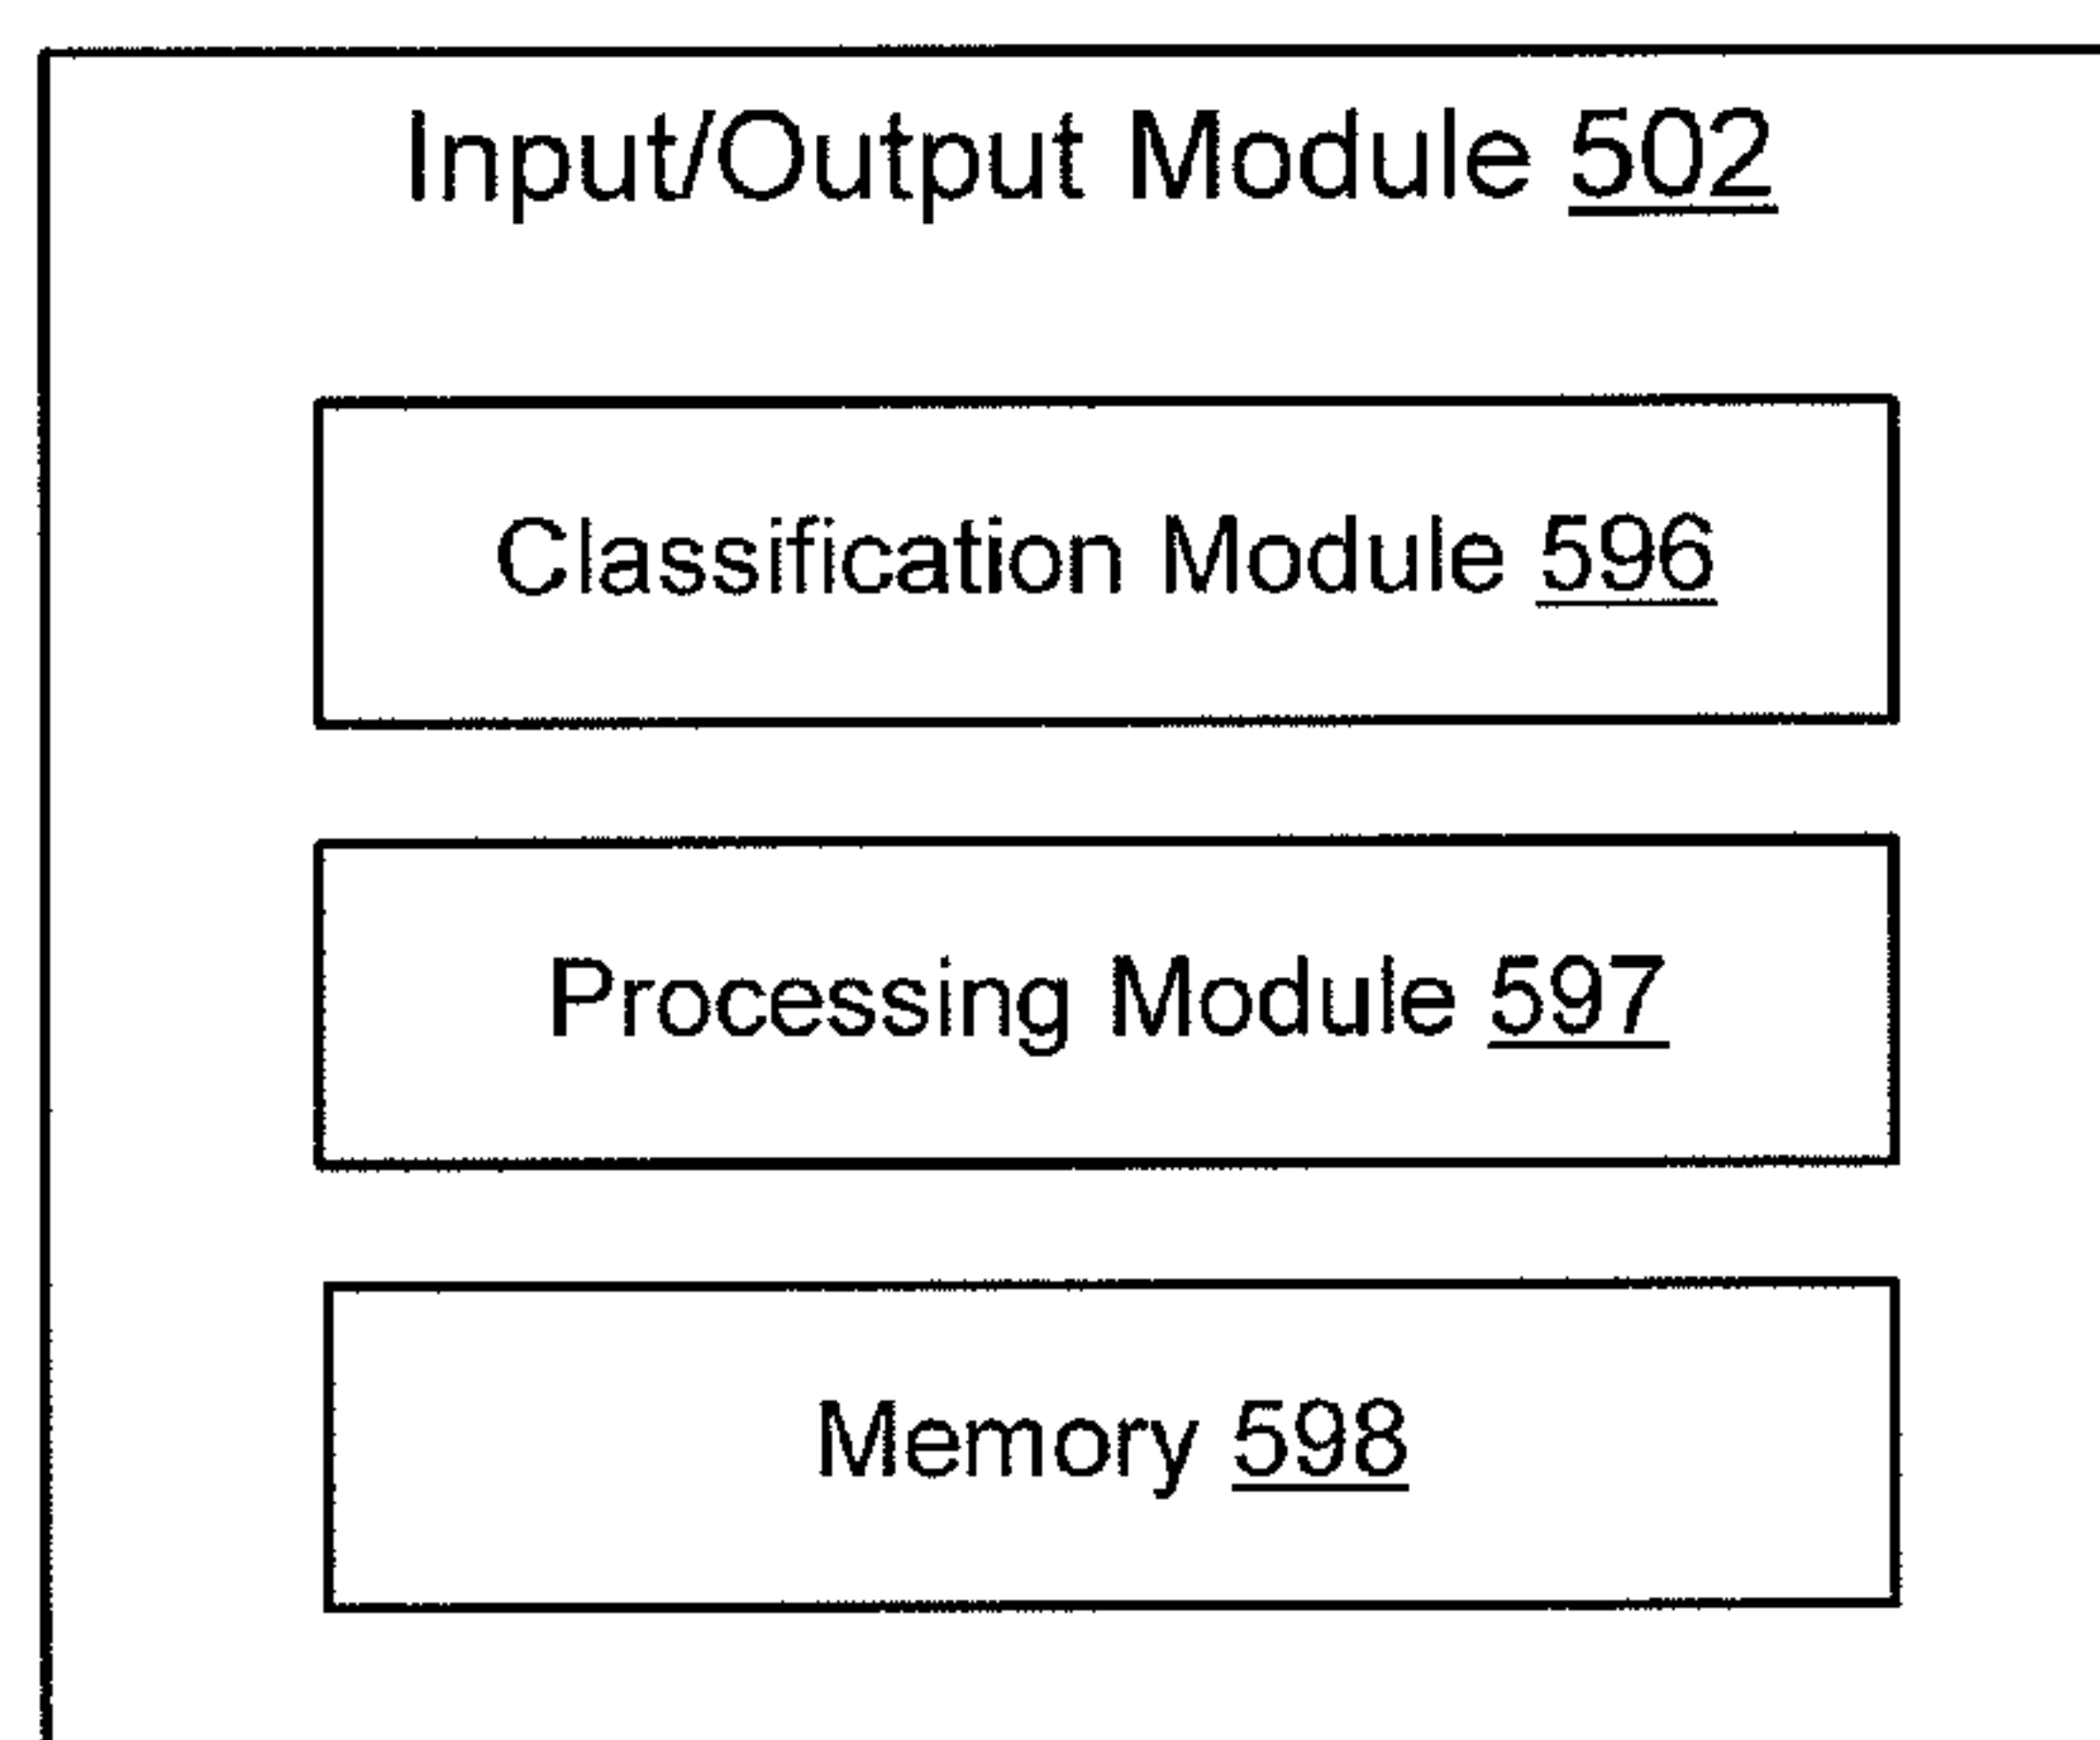 Input/Output Module 502
Classification Module 596
Processing Module 597
Memory 598